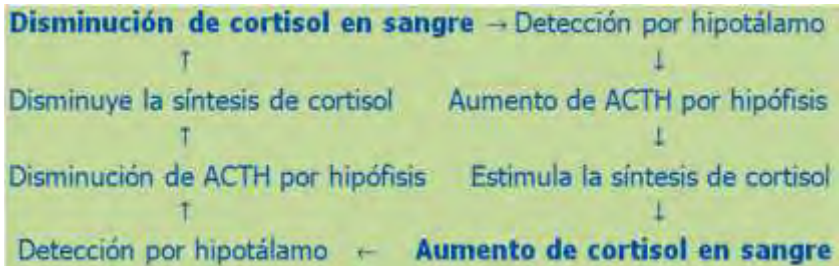 Disminución de cortisol en sangre → Detección por hipotálamo
↑ ↓
Disminuye la síntesis de cortisol Aumento de ACTH por hipófisis
↑ ↓
Disminución de ACTH por hipófisis Estimula la síntesis de cortisol
↑ ↓
Detección por hipotálamo ← Aumento de cortisol en sangre